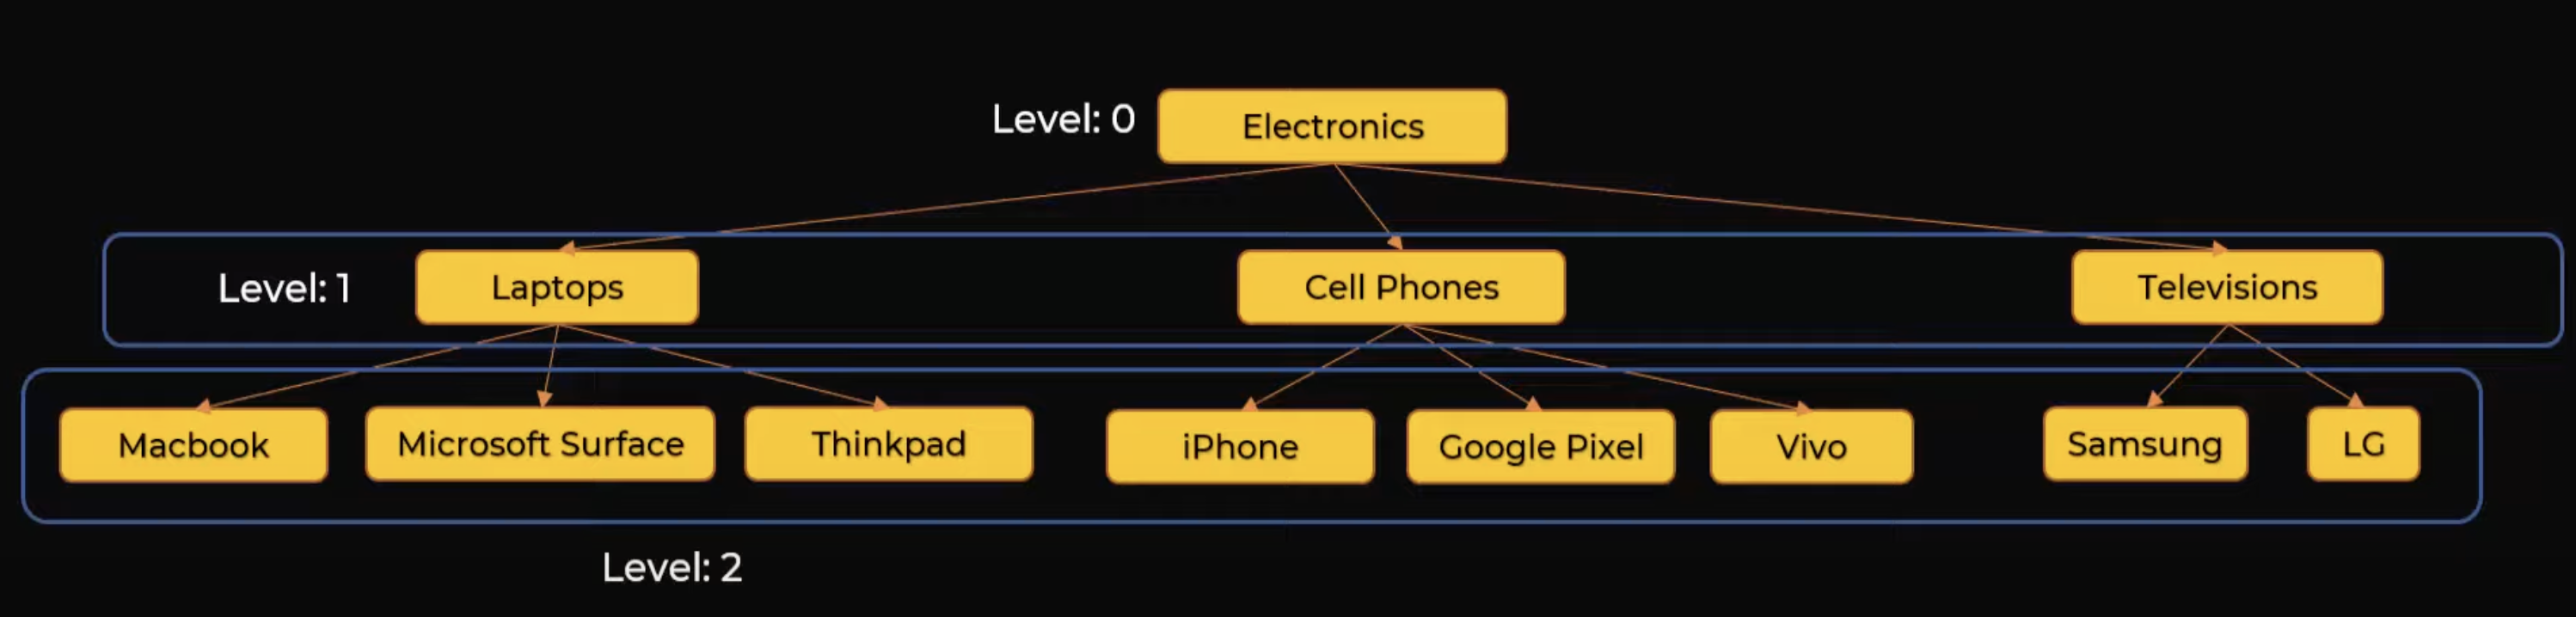 Level: 0
Electronics
Level: 1
Laptops
Cell Phones
Televisions
Macbook
Microsoft Surface
Thinkpad
iPhone
Google Pixel
Vivo
Samsung
LG
Level: 2